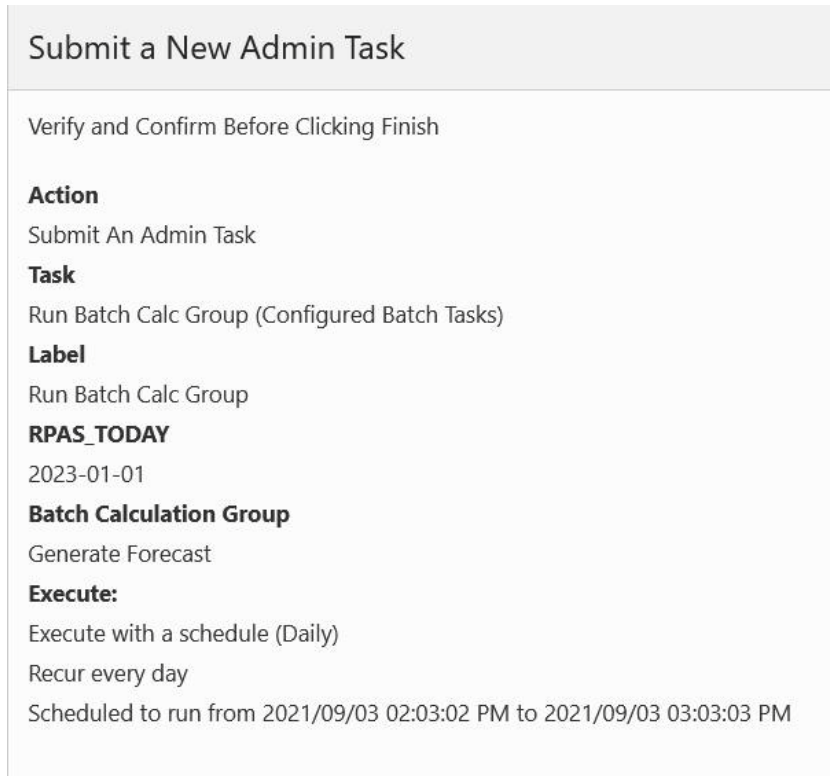 Submit a New Admin Task
Verify and Confirm Before Clicking Finish
Action
Submit An Admin Task
Task
Run Batch Calc Group (Configured Batch Tasks)
Label
Run Batch Calc Group
RPAS_TODAY
2023-01-01
Batch Calculation Group
Generate Forecast
Execute:
Execute with a schedule (Daily)
Recur every day
Scheduled to run from 2021/09/03 02:03:02 PM to 2021/09/03 03:03:03 PM